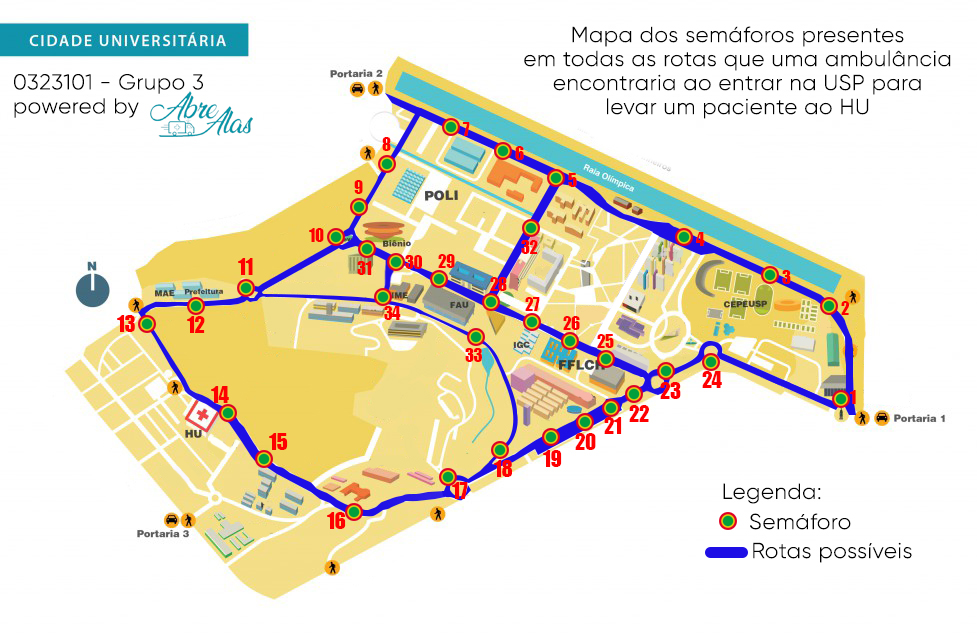 CIDADE UNIVERSITÁRIA
0323101 - Grupo 3
powered by Abre Alas
Mapa dos semáforos presentes
em todas as rotas que uma ambulância
encontraria ao entrar na USP para
levar um paciente ao HU
Portaria 2
7
6
8
5
Raia Olímpica
9
POLI
32
4
10
Biênio
31
30
29
3
11
MAE
Prefeitura
12
13
IME
34
FAU
28
27
CEPEUSP
2
33
IGC
26
25
FFLCH
24
23
22
1
Portaria 1
14
HU
21
20
19
15
18
17
16
Portaria 3
N
Legenda:
Semáforo
Rotas possíveis